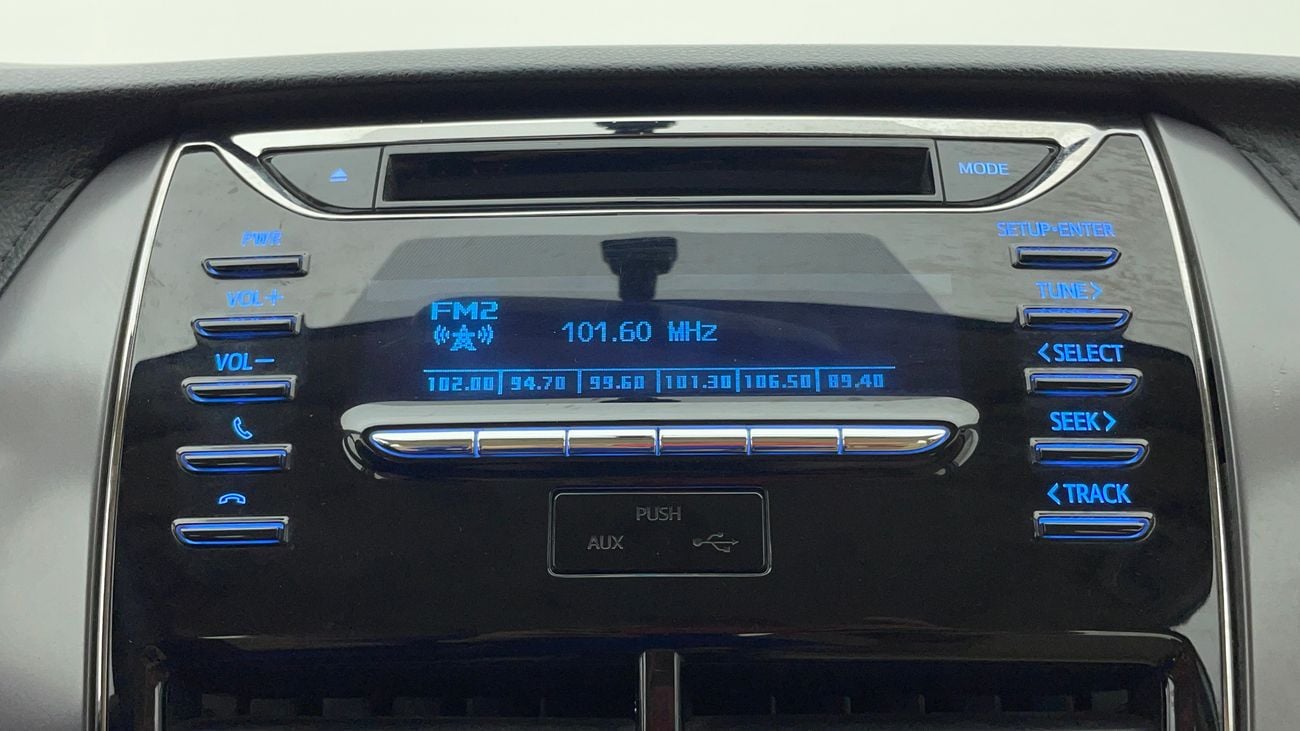 MODE
PWR
SETUP•ENTER
VOL+
TUNE>
FM2
101.60 MHz
VOL−
<SELECT
102.00 94.70 99.60 101.30 106.50 89.40
SEEK>
<TRACK
PUSH
AUX